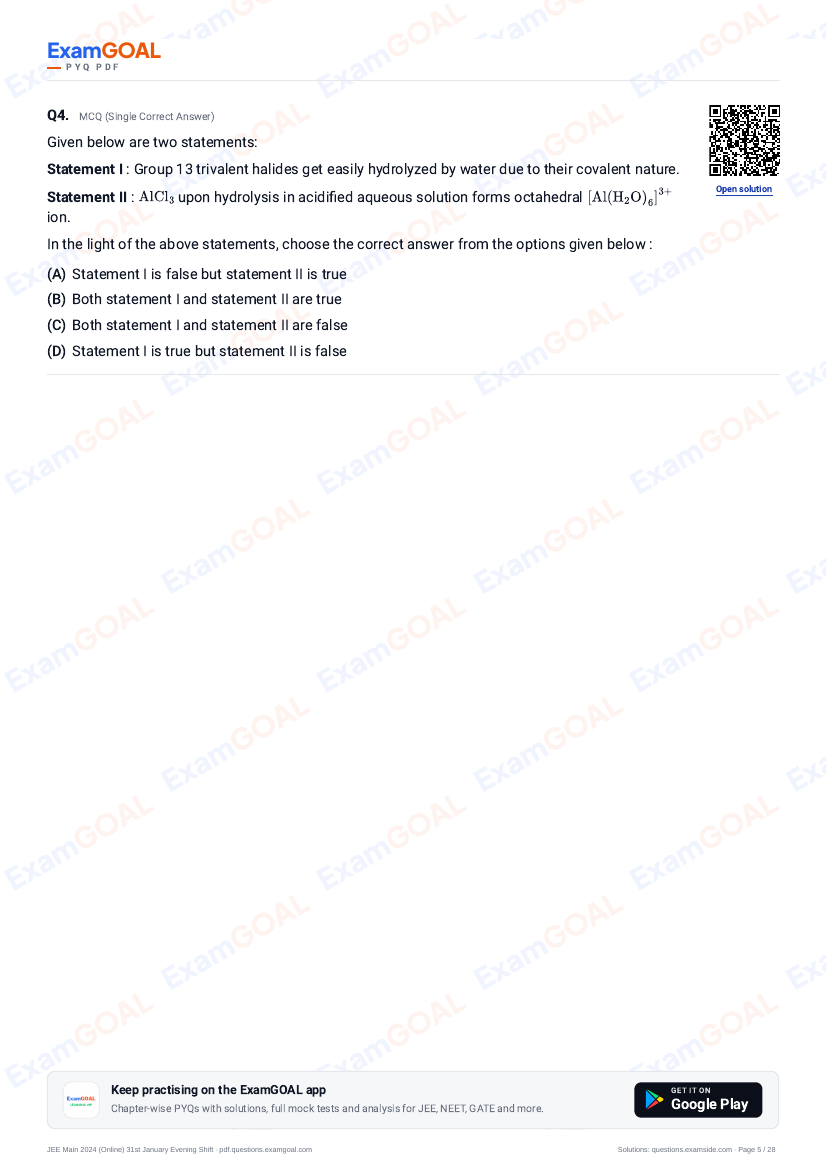 ExamGOAL
PYQ PDF
Q4. MCQ (Single Correct Answer)
Given below are two statements:
Statement I : Group 13 trivalent halides get easily hydrolyzed by water due to their covalent nature.
Statement II : AlCl₃ upon hydrolysis in acidified aqueous solution forms octahedral [Al(H₂O)₆]³⁺
ion.
Open solution
In the light of the above statements, choose the correct answer from the options given below :
(A) Statement I is false but statement II is true
(B) Both statement I and statement II are true
(C) Both statement I and statement II are false
(D) Statement I is true but statement II is false
Keep practising on the ExamGOAL app
Chapter-wise PYQs with solutions, full mock tests and analysis for JEE, NEET, GATE and more.
GET IT ON
Google Play
JEE Main 2024 (Online) 31st January Evening Shift · pdf.questions.examgoal.com
Solutions: questions.examside.com · Page 5 / 28